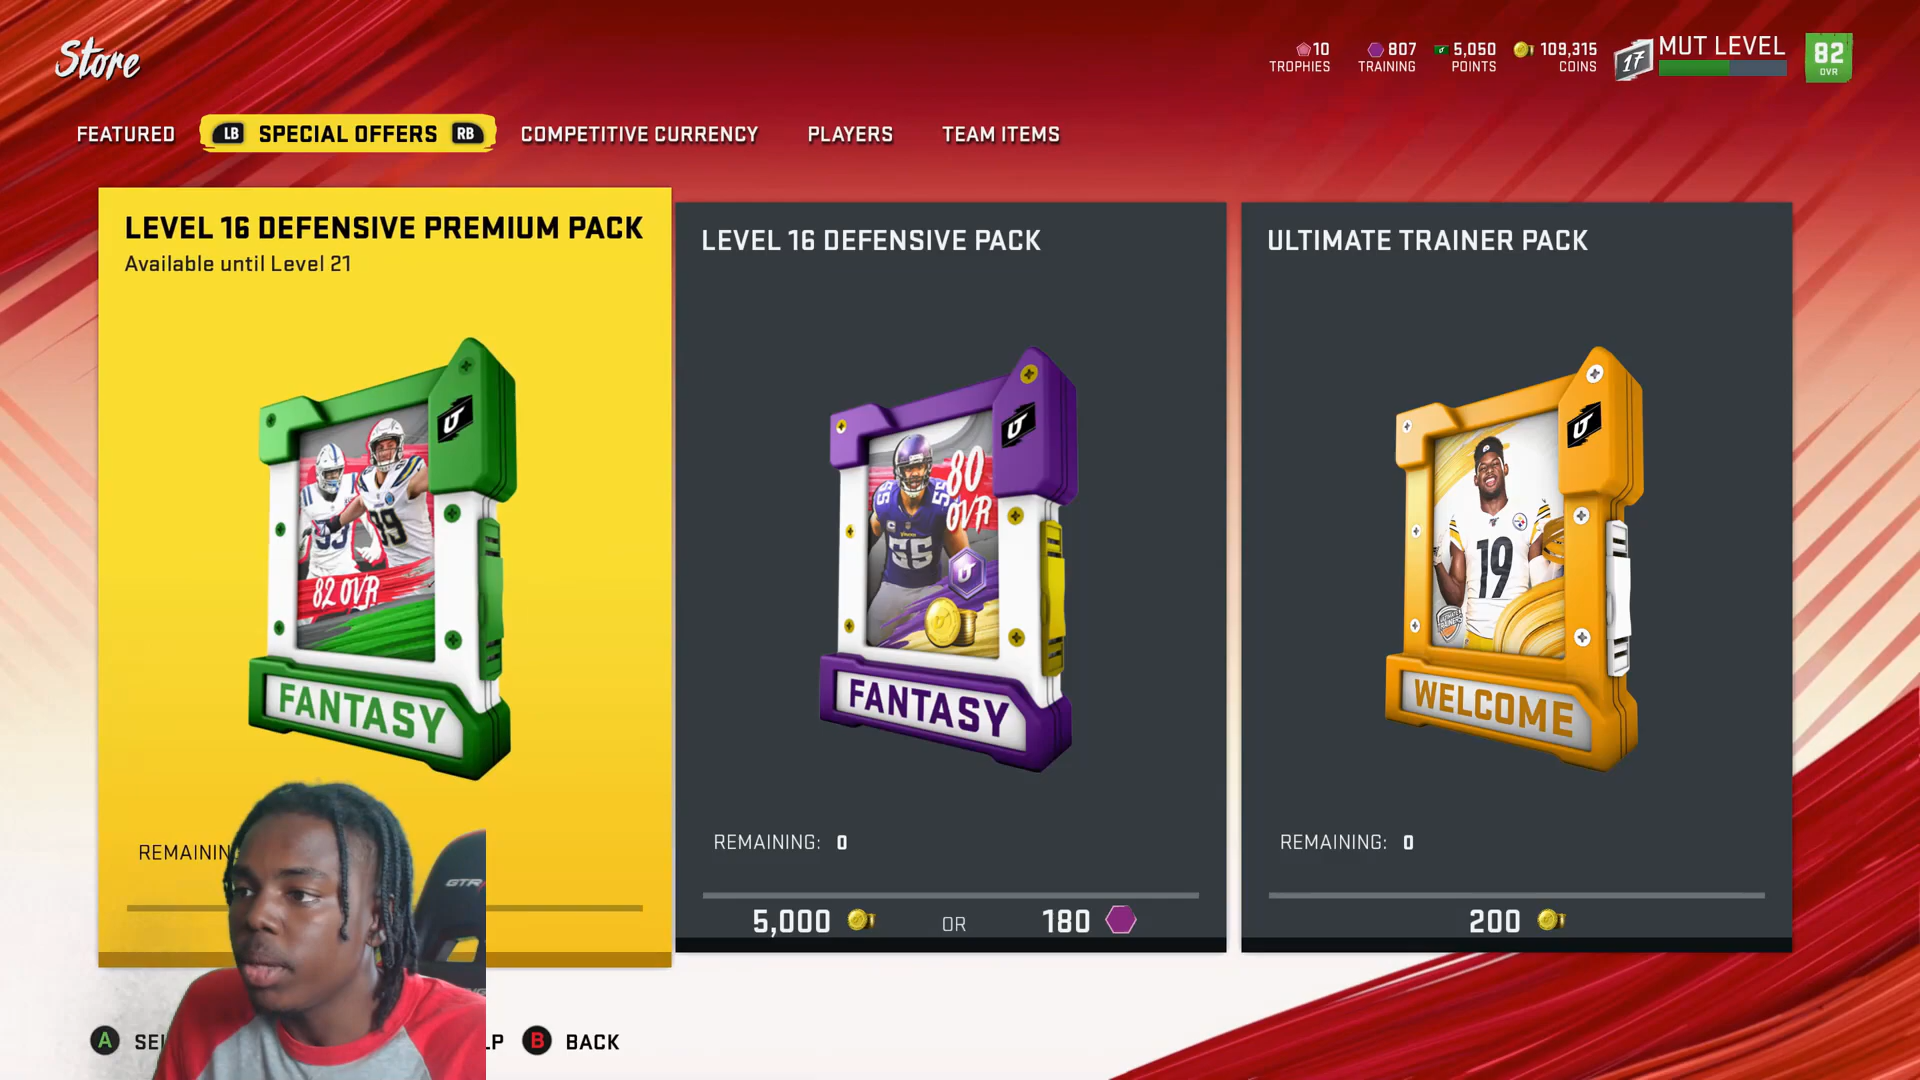 Store
10
TROPHIES
807
TRAINING
5,050
POINTS
109,315
COINS
17
MUT LEVEL
82
OVR
FEATURED
LB
SPECIAL OFFERS
RB
COMPETITIVE CURRENCY
PLAYERS
TEAM ITEMS
LEVEL 16 DEFENSIVE PREMIUM PACK
Available until Level 21
82 OVR
FANTASY
LEVEL 16 DEFENSIVE PACK
55
80
OVR
FANTASY
REMAINING: 0
5,000 OR 180
ULTIMATE TRAINER PACK
19
WELCOME
REMAINING: 0
200
GTR
A
B BACK